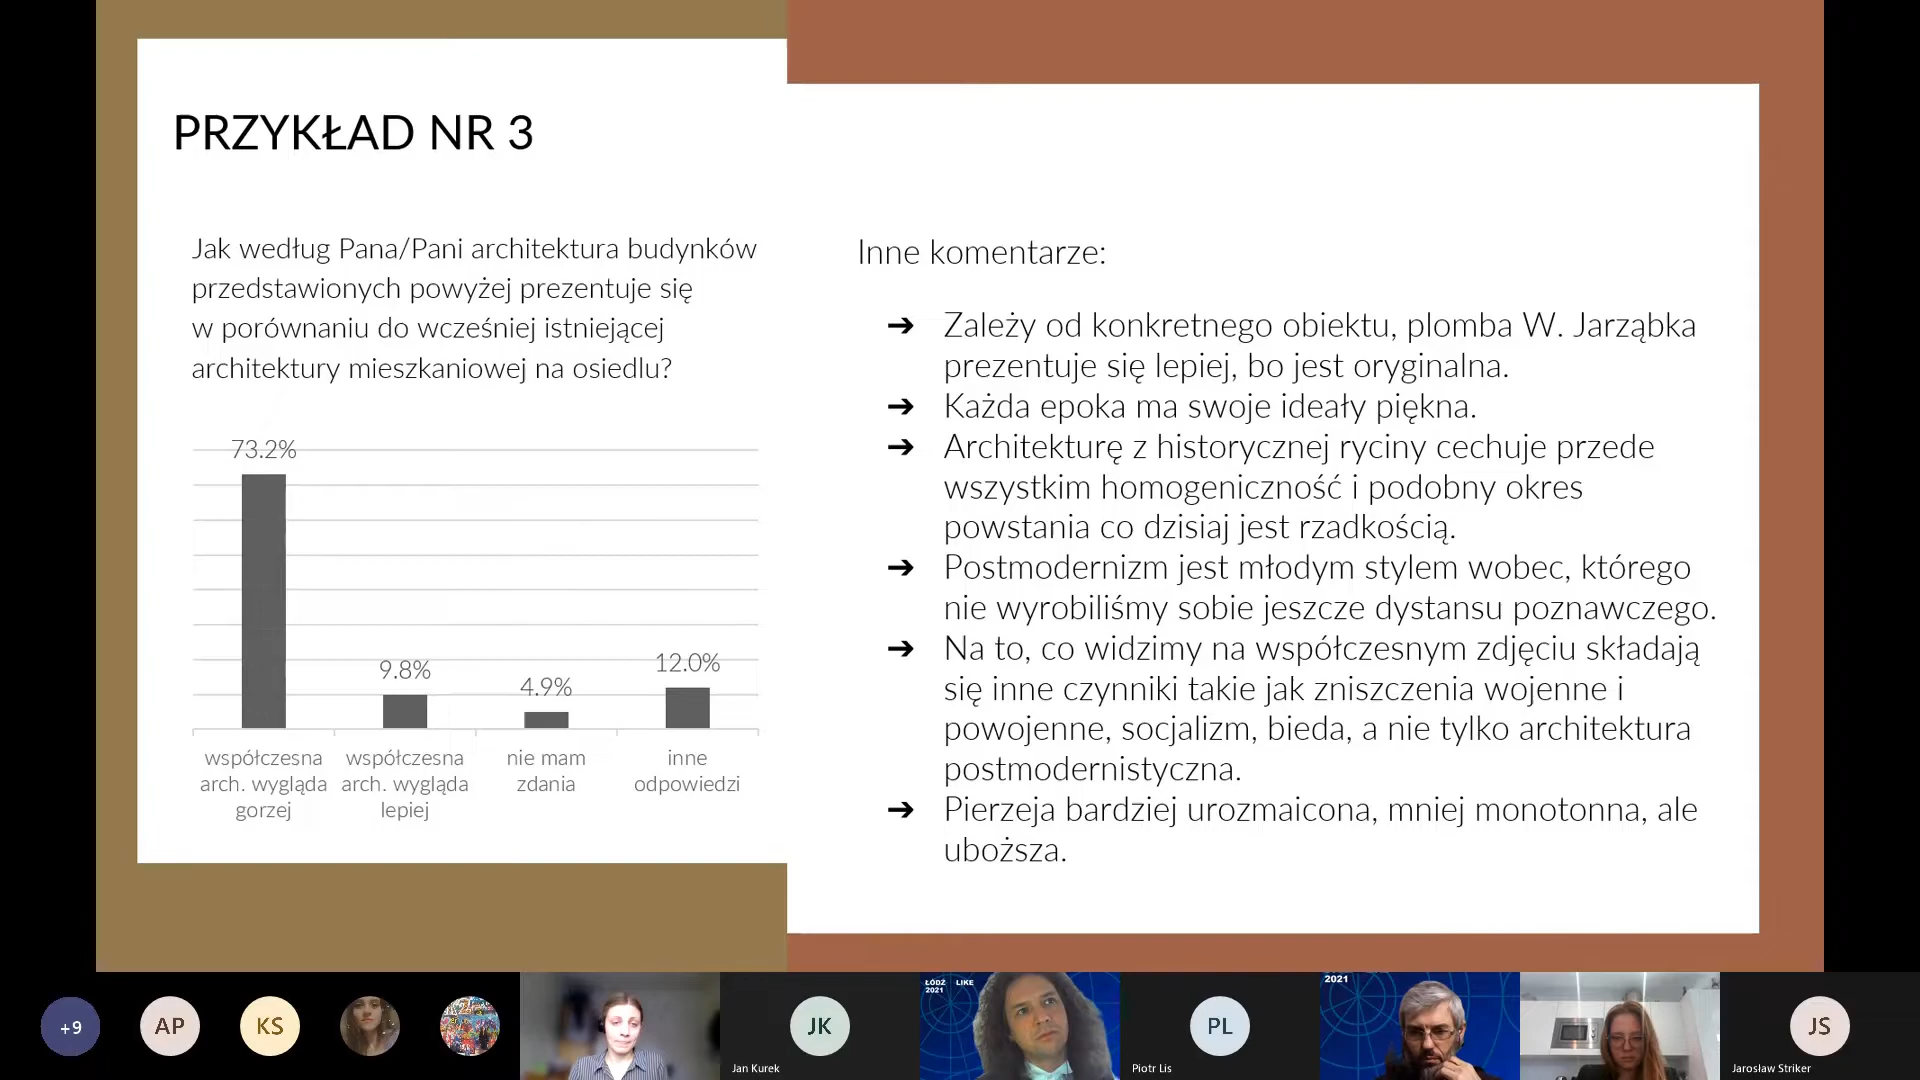 PRZYKŁAD NR 3
Jak według Pana/Pani architektura budynków
przedstawionych powyżej prezentuje się
w porównaniu do wcześniej istniejącej
architektury mieszkaniowej na osiedlu?
73.2%
9.8%
4.9%
12.0%
współczesna
arch. wygląda
gorzej
współczesna
arch. wygląda
lepiej
nie mam
zdania
inne
odpowiedzi
Inne komentarze:
➔ Zależy od konkretnego obiektu, plomba W. Jarząbka
prezentuje się lepiej, bo jest oryginalna.
➔ Każda epoka ma swoje ideały piękna.
➔ Architekturę z historycznej ryciny cechuje przede
wszystkim homogeniczność i podobny okres
powstania co dzisiaj jest rzadkością.
➔ Postmodernizm jest młodym stylem wobec, którego
nie wyrobiliśmy sobie jeszcze dystansu poznawczego.
➔ Na to, co widzimy na współczesnym zdjęciu składają
się inne czynniki takie jak zniszczenia wojenne i
powojenne, socjalizm, bieda, a nie tylko architektura
postmodernistyczna.
➔ Pierzeja bardziej urozmaicona, mniej monotonna, ale
uboższa.
+9
AP
KS
JK
Jan Kurek
ŁÓDŹ LIKE
2021
PL
Piotr Lis
2021
JS
Jarosław Striker